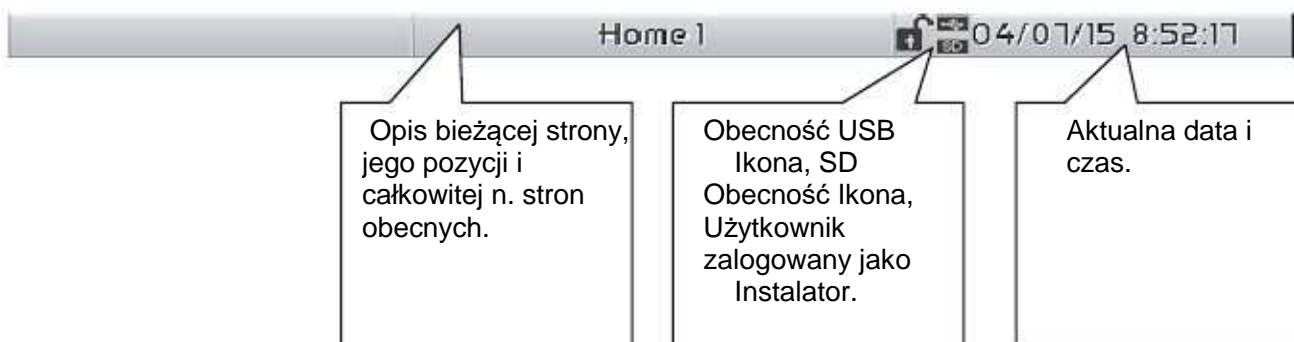 Home 1
SD
04/07/15 8:52:17
Opis bieżącej strony,
jego pozycji i
całkowitej n. stron
obecnych.
Obecność USB
Ikona, SD
Obecność Ikona,
Użytkownik
zalogowany jako
Instalator.
Aktualna data i
czas.